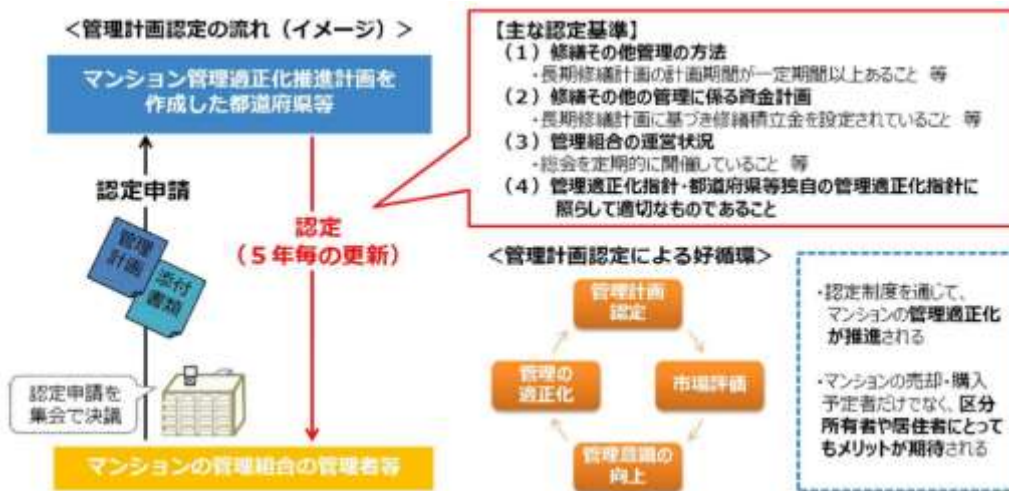 <管理計画認定の流れ（イメージ）>
マンション管理適正化推進計画を
作成した都道府県等
認定申請
管理
計画
添付
書類
認定
（５年毎の更新）
認定申請を
集会で決議
マンションの管理組合の管理者等
【主な認定基準】
（１）修繕その他管理の方法
・長期修繕計画の計画期間が一定期間以上あること 等
（２）修繕その他の管理に係る資金計画
・長期修繕計画に基づき修繕積立金を設定されていること 等
（３）管理組合の運営状況
・総会を定期的に開催していること 等
（４）管理適正化指針・都道府県等独自の管理適正化指針に
照らして適切なものであること
<管理計画認定による好循環>
管理計画
認定
市場評価
管理意識の
向上
管理の
適正化
・認定制度を通じて、
マンションの管理適正化
が推進される
・マンションの売却・購入
予定者だけでなく、区分
所有者や居住者にとって
もメリットが期待される